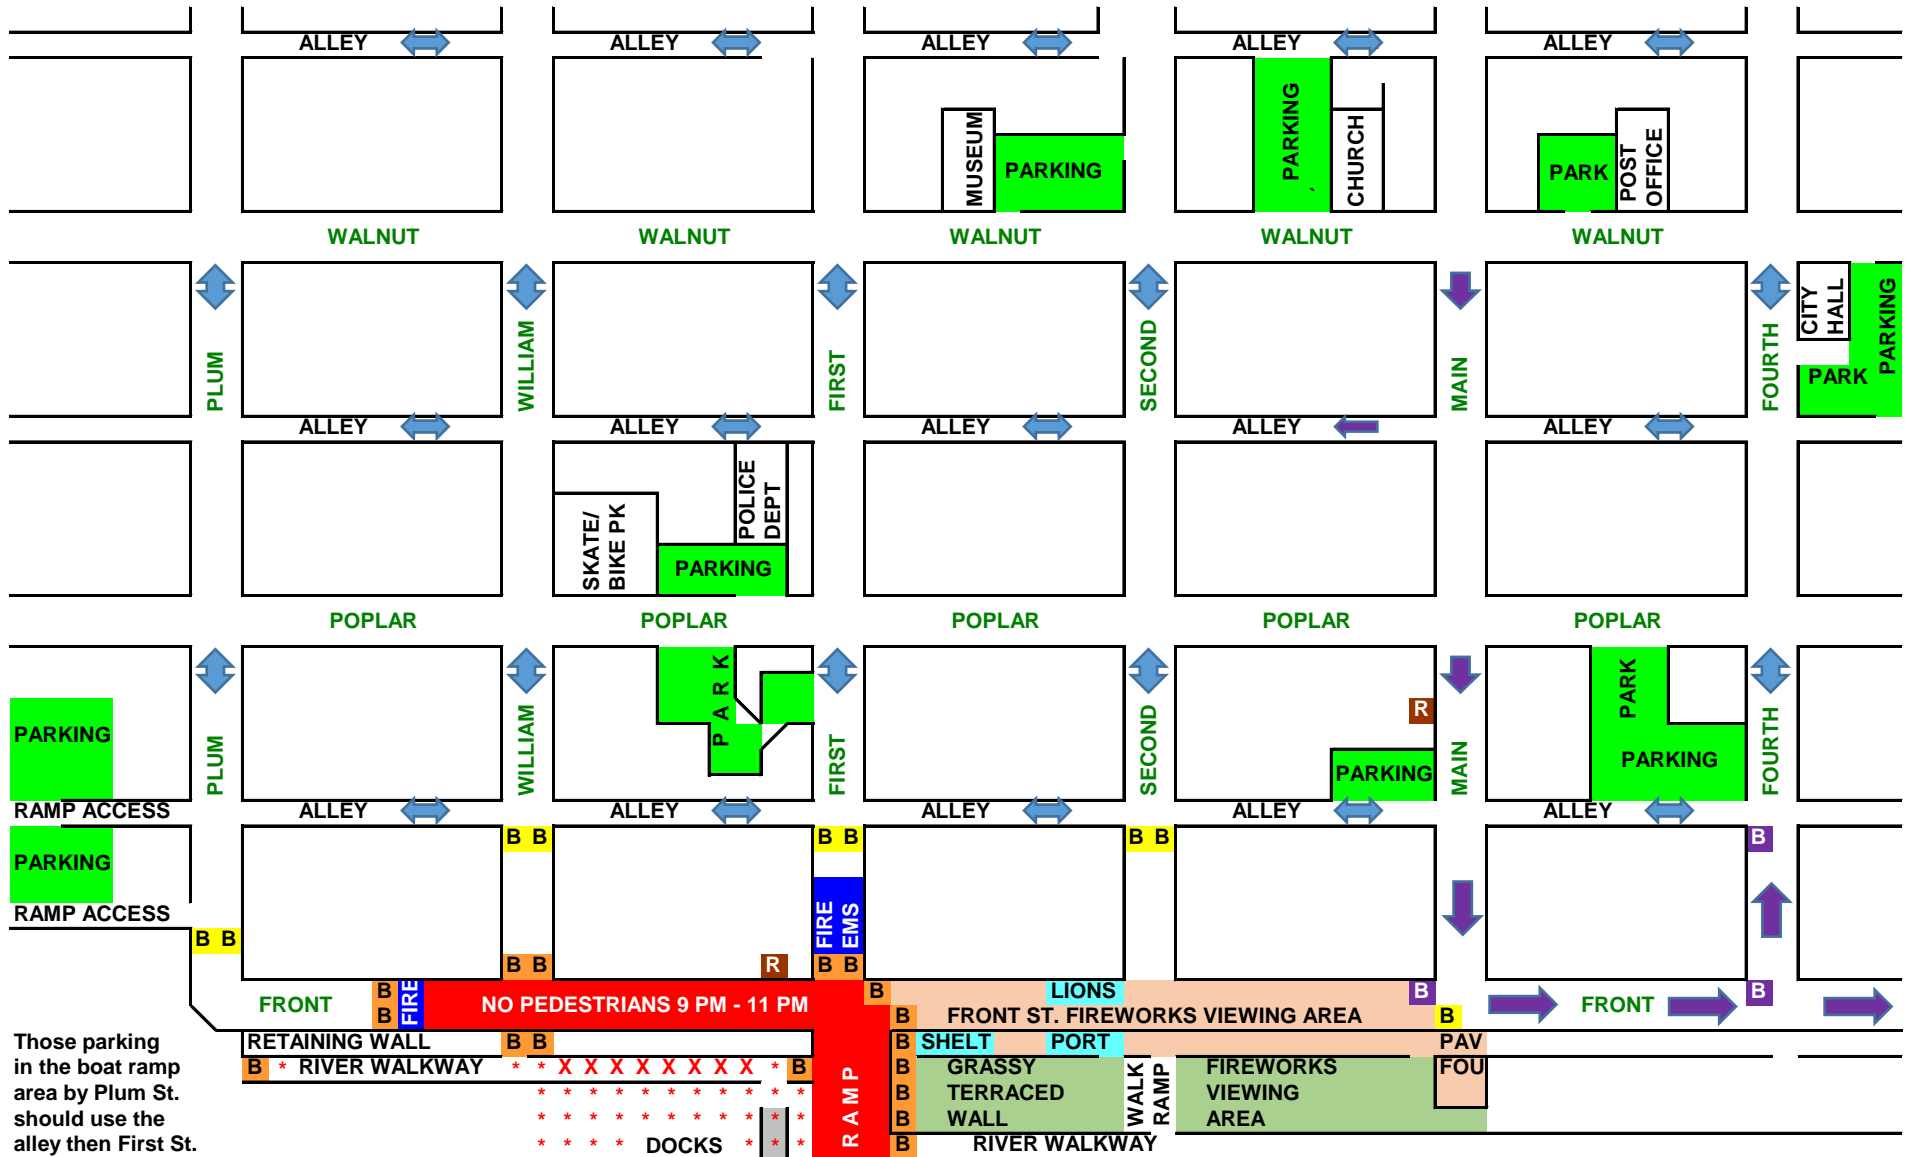 ALLEY ALLEY ALLEY ALLEY ALLEY
MUSEUM
PARKING
PARKING
CHURCH
PARK
POST
OFFICE
WALNUT WALNUT WALNUT WALNUT WALNUT
PLUM
WILLIAM
FIRST
SECOND
MAIN
FOURTH
CITY
HALL
PARKING
PARK
ALLEY ALLEY ALLEY ALLEY ALLEY
SKATE/
BIKE PK
POLICE
DEPT
PARKING
POPLAR POPLAR POPLAR POPLAR POPLAR
PARKING
PLUM
WILLIAM
PARK
FIRST
SECOND
R
PARKING
MAIN
PARK
PARKING
FOURTH
RAMP ACCESS ALLEY ALLEY ALLEY ALLEY ALLEY
B B B B B B B
PARKING
RAMP ACCESS
FIRE
EMS
B B
B B R B B
FRONT B FIRE NO PEDESTRIANS 9 PM - 11 PM B LIONS B FRONT B
B B FRONT ST. FIREWORKS VIEWING AREA B
RETAINING WALL B B B SHELT PORT PAV
B * RIVER WALKWAY * * X X X X X X X X * B B GRASSY FIREWORKS FOU
* * * * * * * * * * * B TERRACED VIEWING
* * * * * * * * * * * B WALL AREA
* * * * DOCKS * * * B RIVER WALKWAY
RAMP
WALK
RAMP
Those parking
in the boat ramp
area by Plum St.
should use the
alley then First St.